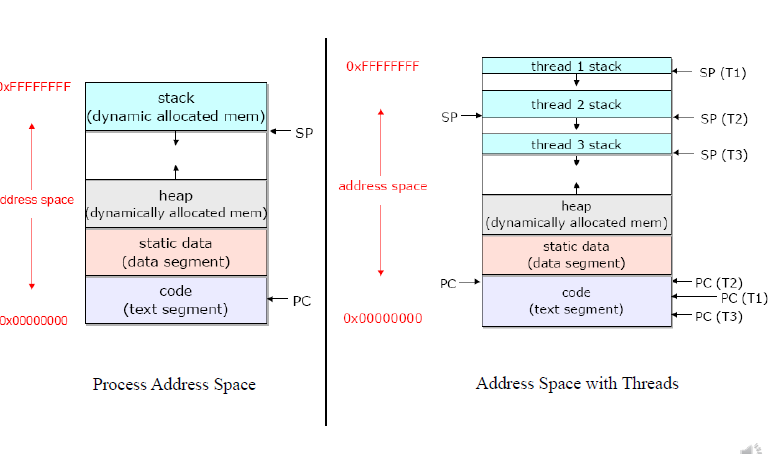 0xFFFFFFFF
stack
(dynamic allocated mem)
SP
address space
heap
(dynamically allocated mem)
static data
(data segment)
code
(text segment)
PC
0x00000000
Process Address Space
0xFFFFFFFF
thread 1 stack
SP (T1)
thread 2 stack
SP
SP (T2)
thread 3 stack
SP (T3)
address space
heap
(dynamically allocated mem)
static data
(data segment)
PC
code
(text segment)
PC (T2)
PC (T1)
PC (T3)
0x00000000
Address Space with Threads